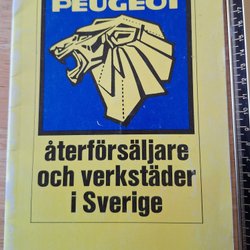 PEUGEOT
återförsäljare
och verkstäder
i Sverige